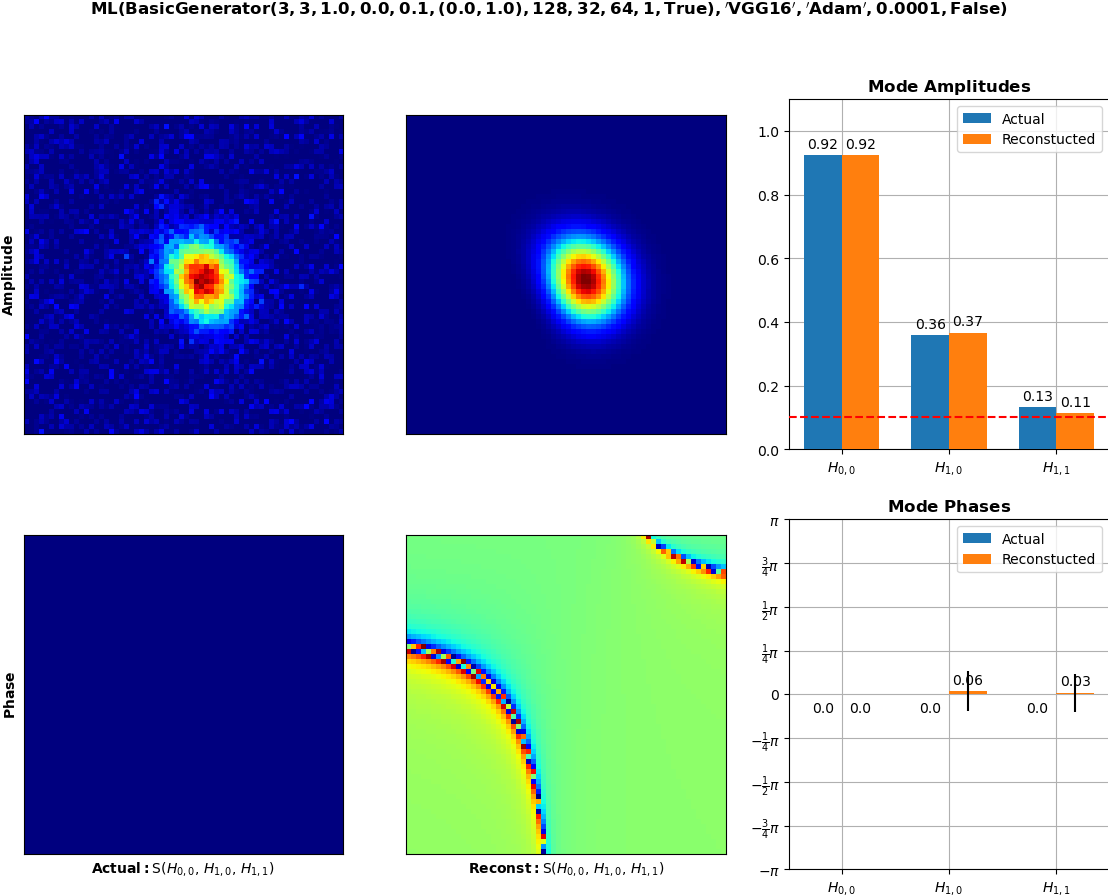 ML(BasicGenerator(3, 3, 1.0, 0.0, 0.1, (0.0, 1.0), 128, 32, 64, 1, True), ′VGG16′, ′Adam′, 0.0001, False)
Amplitude
Mode Amplitudes
Actual
Reconstucted
1.0
0.8
0.6
0.4
0.2
0.0
0.92 0.92
0.36 0.37
0.13 0.11
H0,0 H1,0 H1,1
Phase
Actual: S(H0,0, H1,0, H1,1)
Reconst: S(H0,0, H1,0, H1,1)
Mode Phases
Actual
Reconstucted
π
3/4π
1/2π
1/4π
0
−1/4π
−1/2π
−3/4π
−π
0.0 0.0 0.0 0.06 0.0 0.03
H0,0 H1,0 H1,1